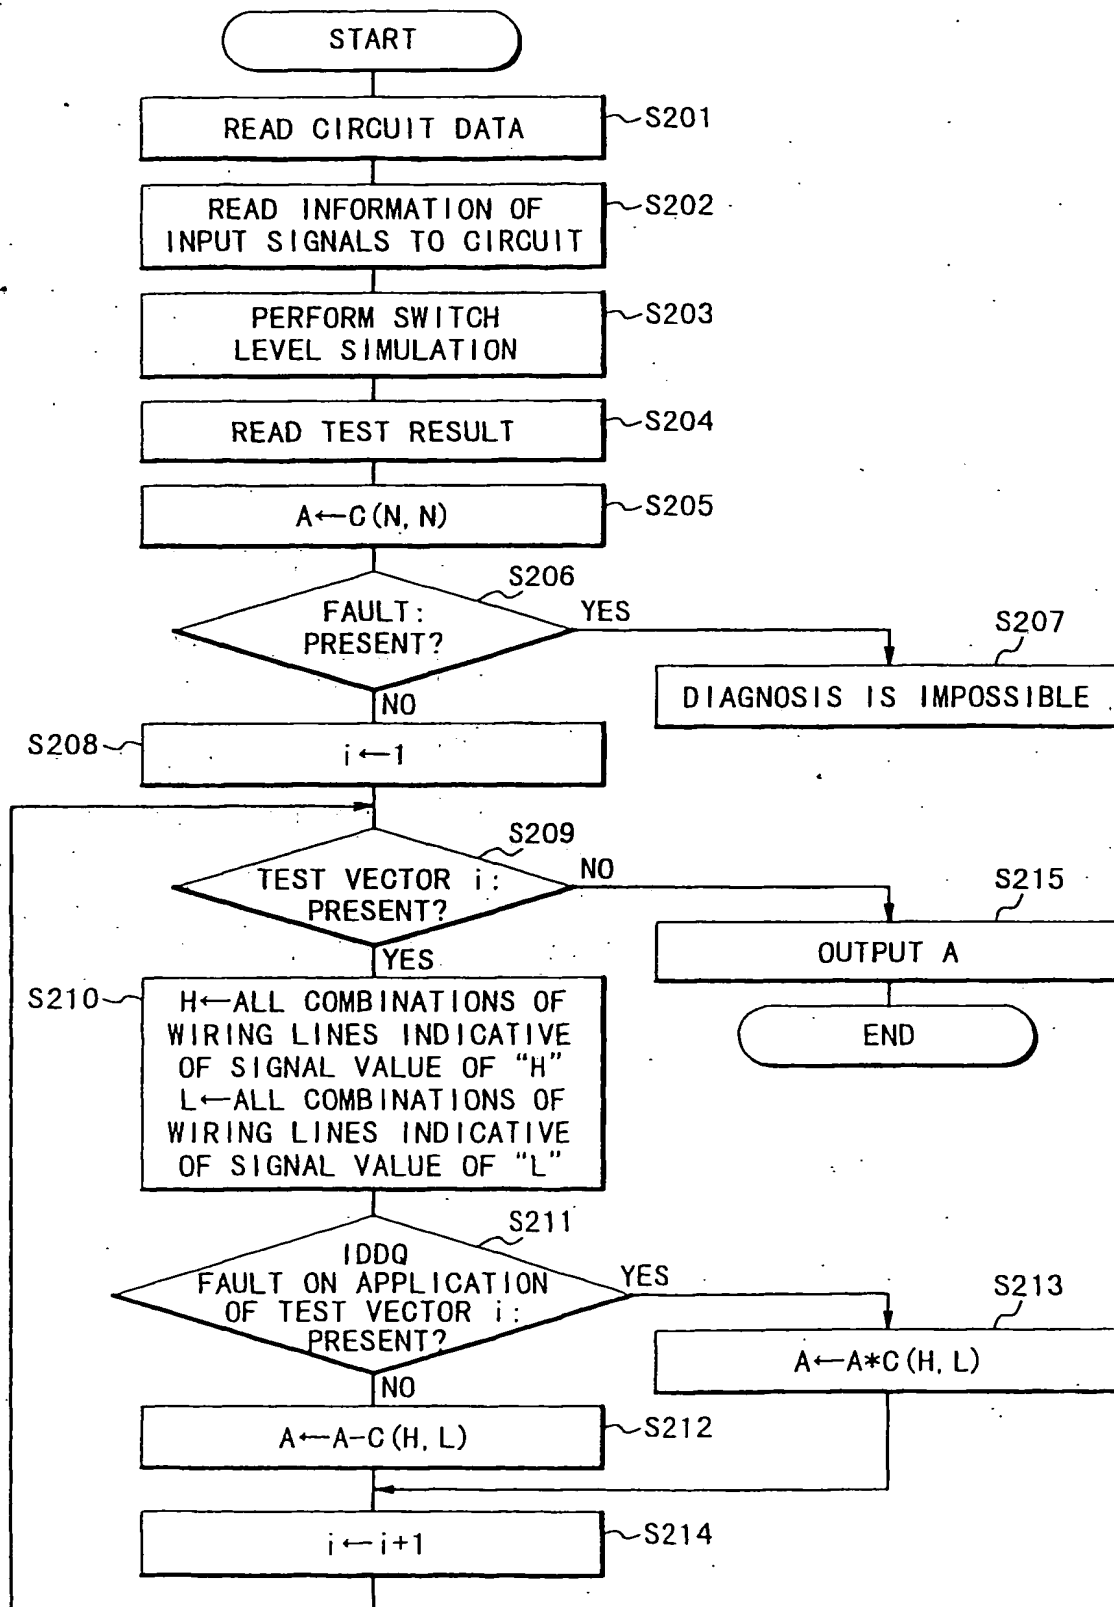 START
READ CIRCUIT DATA
S201
READ INFORMATION OF
INPUT SIGNALS TO CIRCUIT
S202
PERFORM SWITCH
LEVEL SIMULATION
S203
READ TEST RESULT
S204
A←C(N, N)
S205
S206
FAULT:
PRESENT?
YES
S207
DIAGNOSIS IS IMPOSSIBLE
NO
S208
i←1
S209
TEST VECTOR i:
PRESENT?
NO
S215
OUTPUT A
END
YES
S210
H←ALL COMBINATIONS OF
WIRING LINES INDICATIVE
OF SIGNAL VALUE OF "H"
L←ALL COMBINATIONS OF
WIRING LINES INDICATIVE
OF SIGNAL VALUE OF "L"
S211
IDDQ
FAULT ON APPLICATION
OF TEST VECTOR i:
PRESENT?
YES
S213
A←A*C(H, L)
NO
A←A-C(H, L)
S212
i←i+1
S214